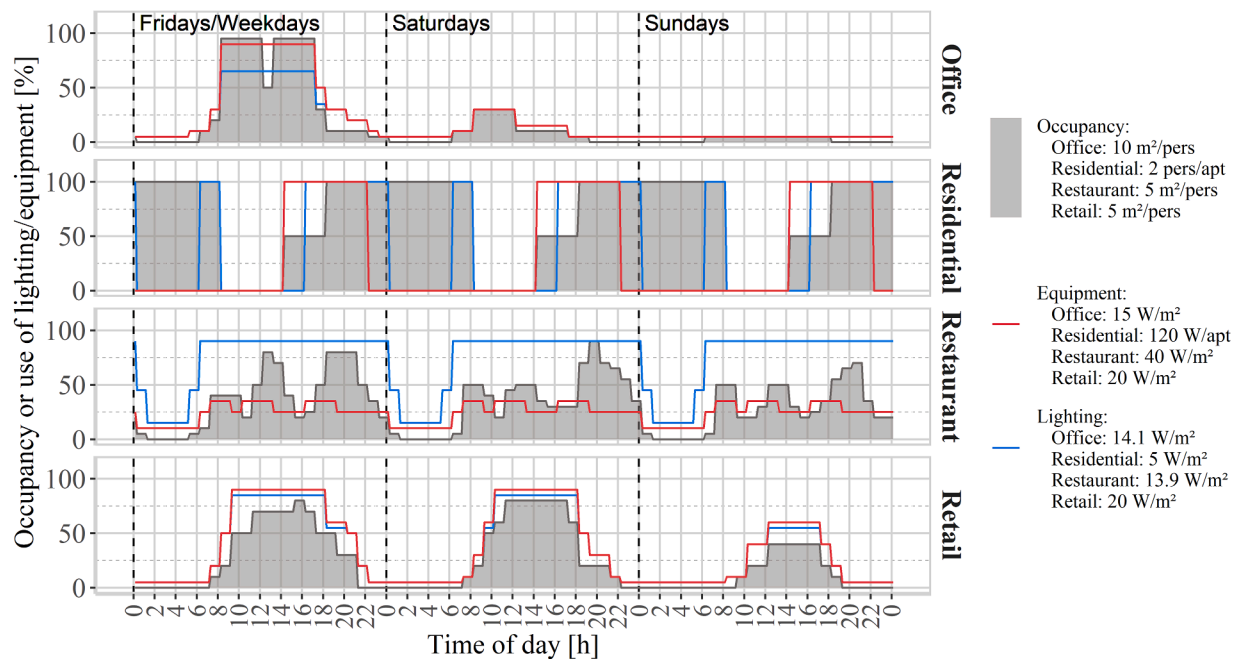 Fridays/Weekdays Saturdays Sundays
Occupancy or use of lighting/equipment [%]
100
50
0
Office
100
50
0
Residential
100
50
0
Restaurant
100
50
0
Retail
0 2 4 6 8 10 12 14 16 18 20 22 0 2 4 6 8 10 12 14 16 18 20 22 0 2 4 6 8 10 12 14 16 18 20 22 0
Time of day [h]
Occupancy:
Office: 10 m²/pers
Residential: 2 pers/apt
Restaurant: 5 m²/pers
Retail: 5 m²/pers
Equipment:
Office: 15 W/m²
Residential: 120 W/apt
Restaurant: 40 W/m²
Retail: 20 W/m²
Lighting:
Office: 14.1 W/m²
Residential: 5 W/m²
Restaurant: 13.9 W/m²
Retail: 20 W/m²